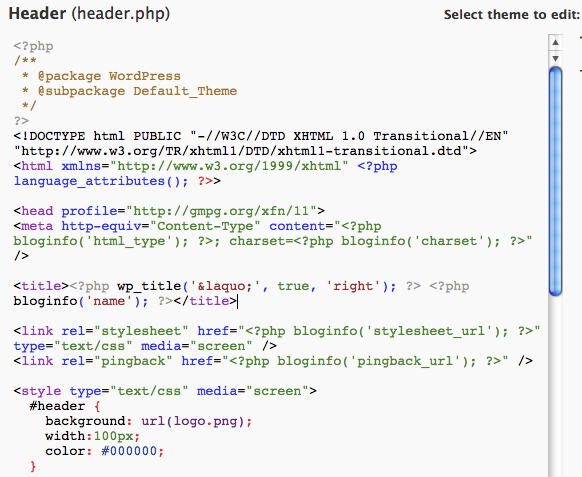 Header (header.php)
Select theme to edit:
<?php
/**
 * @package WordPress
 * @subpackage Default_Theme
 */
?>
<!DOCTYPE html PUBLIC "-//W3C//DTD XHTML 1.0 Transitional//EN"
"http://www.w3.org/TR/xhtml1/DTD/xhtml1-transitional.dtd">
<html xmlns="http://www.w3.org/1999/xhtml" <?php
language_attributes(); ?>>

<head profile="http://gmpg.org/xfn/11">
<meta http-equiv="Content-Type" content="<?php
bloginfo('html_type'); ?>; charset=<?php bloginfo('charset'); ?>"
/>

<title><?php wp_title('&laquo;', true, 'right'); ?> <?php
bloginfo('name'); ?></title>

<link rel="stylesheet" href="<?php bloginfo('stylesheet_url'); ?>"
type="text/css" media="screen" />
<link rel="pingback" href="<?php bloginfo('pingback_url'); ?>" />

<style type="text/css" media="screen">
  #header {
    background: url(logo.png);
    width:100px;
    color: #000000;
  }